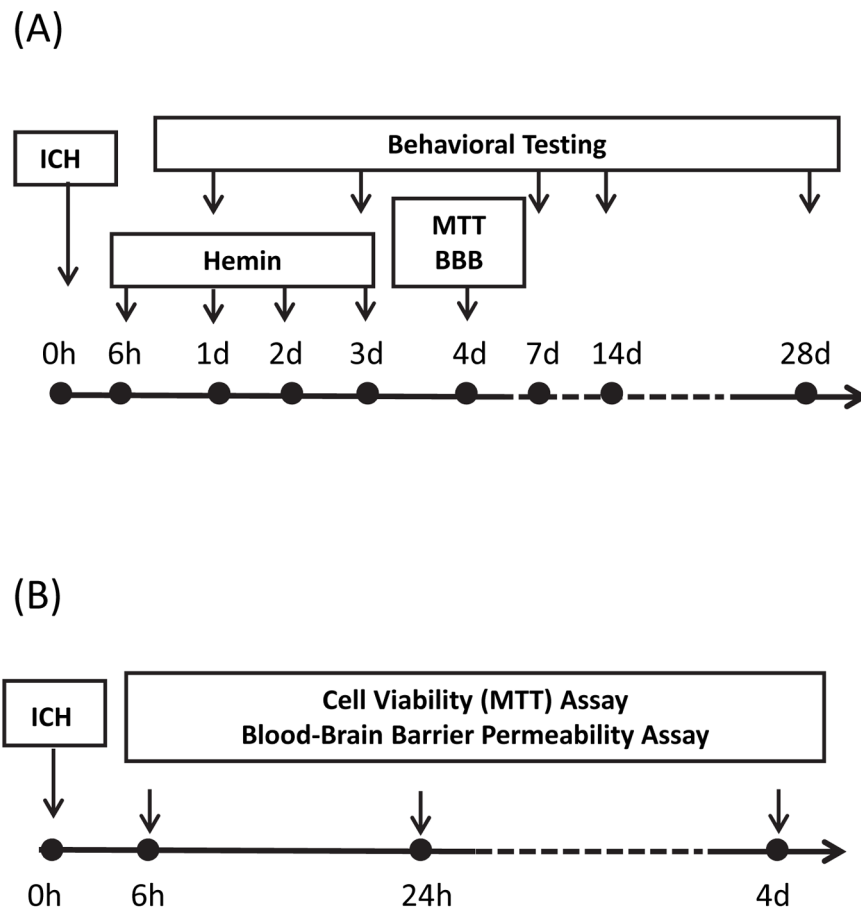 (A)
ICH
Behavioral Testing
Hemin
MTT
BBB
0h 6h 1d 2d 3d 4d 7d 14d 28d
(B)
ICH
Cell Viability (MTT) Assay
Blood-Brain Barrier Permeability Assay
0h 6h 24h 4d